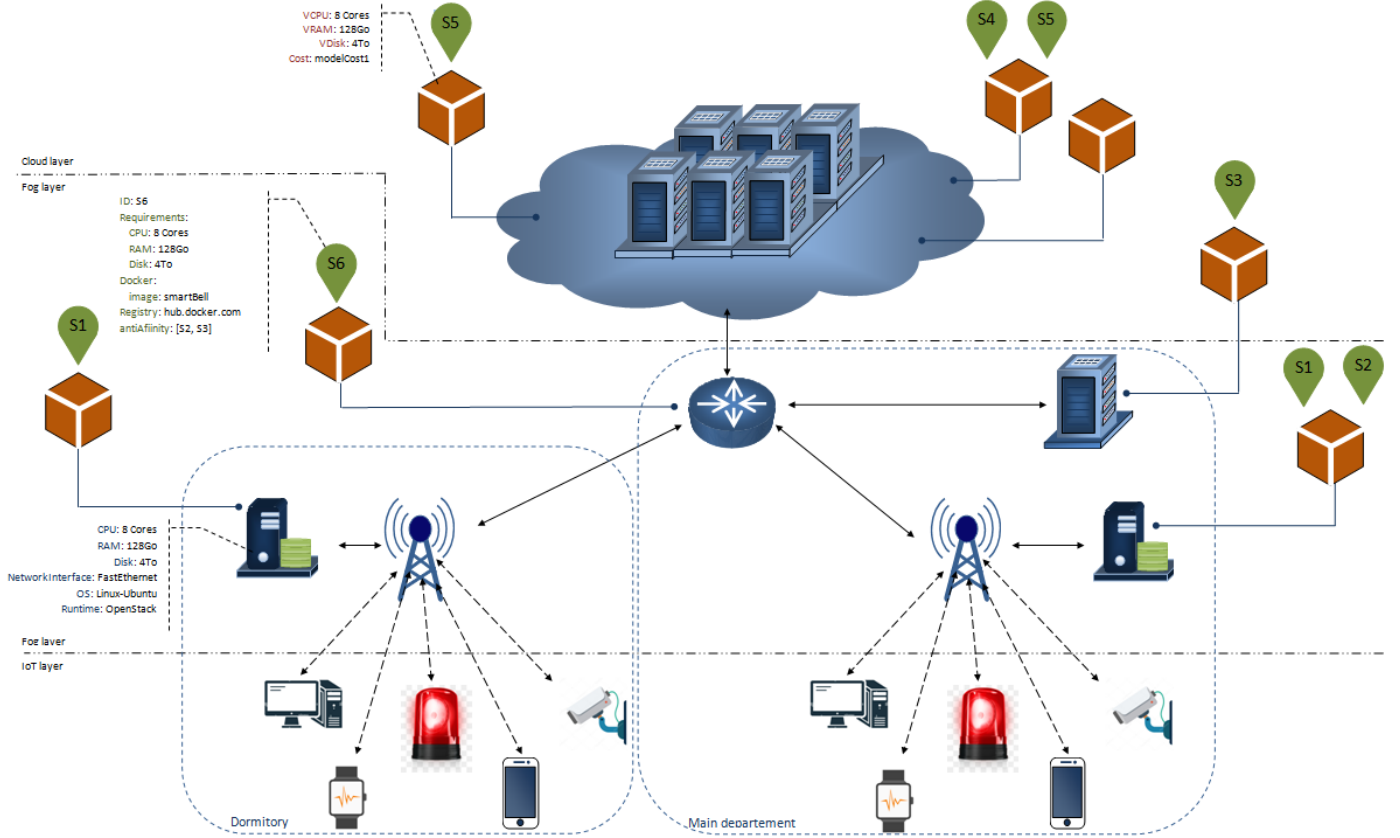 VCPU: 8 Cores
VRAM: 128Go
VDisk: 4To
Cost: modelCost1
S5
S4
S5
Cloud layer
Fog layer
ID: S6
Requirements:
CPU: 8 Cores
RAM: 128Go
Disk: 4To
Docker:
image: smartBell
Registry: hub.docker.com
antiAfiinity: [S2, S3]
S6
S3
S1
S1
S2
CPU: 8 Cores
RAM: 128Go
Disk: 4To
NetworkInterface: FastEthernet
OS: Linux-Ubuntu
Runtime: OpenStack
Fog layer
IoT layer
Dormitory
Main departement